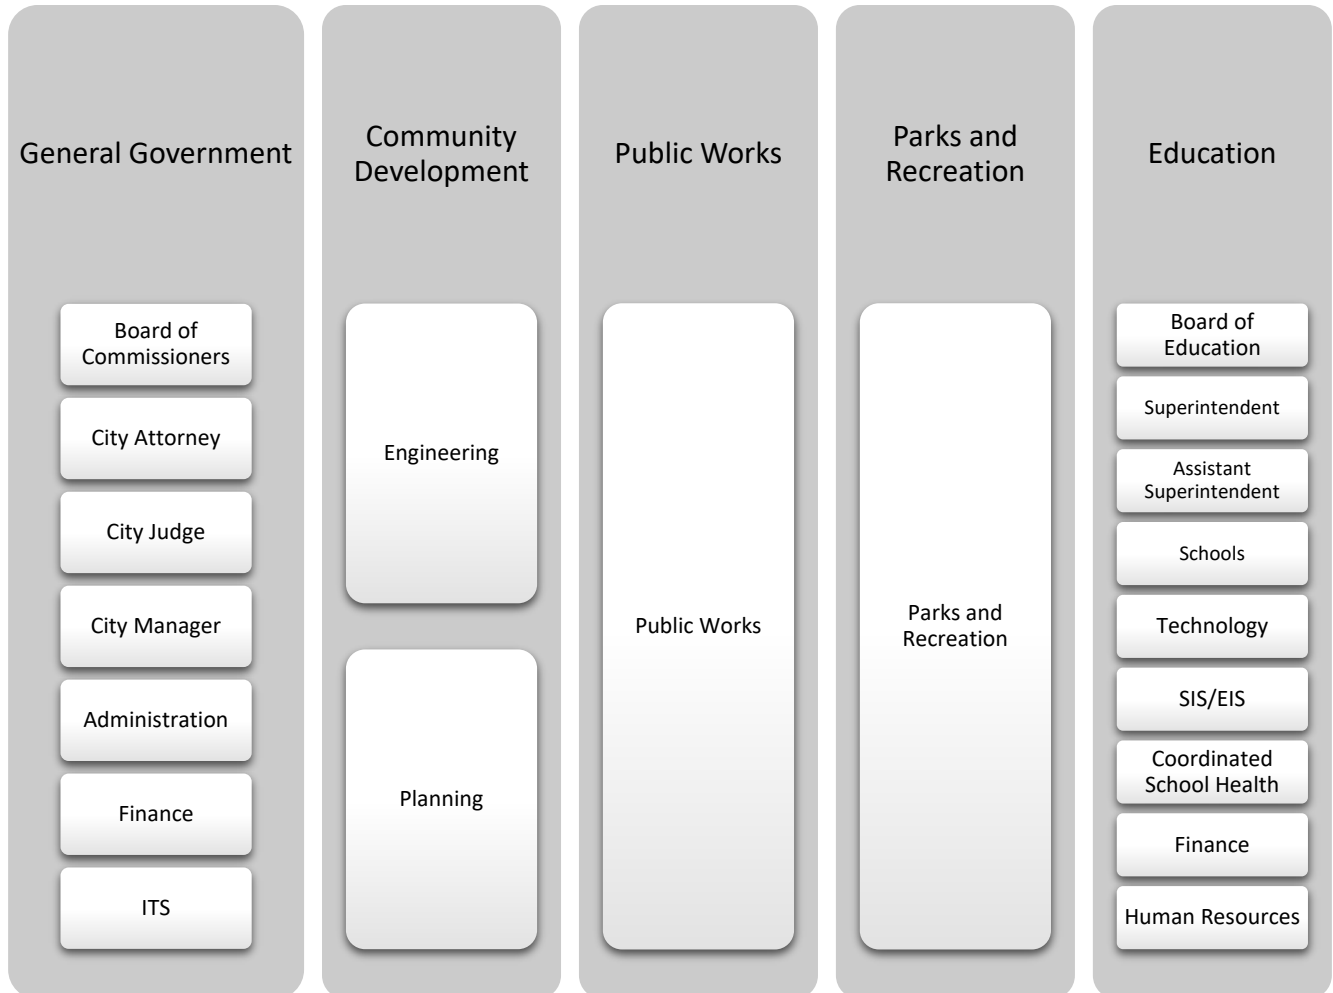 General Government
Board of
Commissioners
City Attorney
City Judge
City Manager
Administration
Finance
ITS
Community
Development
Engineering
Planning
Public Works
Public Works
Parks and
Recreation
Parks and
Recreation
Education
Board of
Education
Superintendent
Assistant
Superintendent
Schools
Technology
SIS/EIS
Coordinated
School Health
Finance
Human Resources